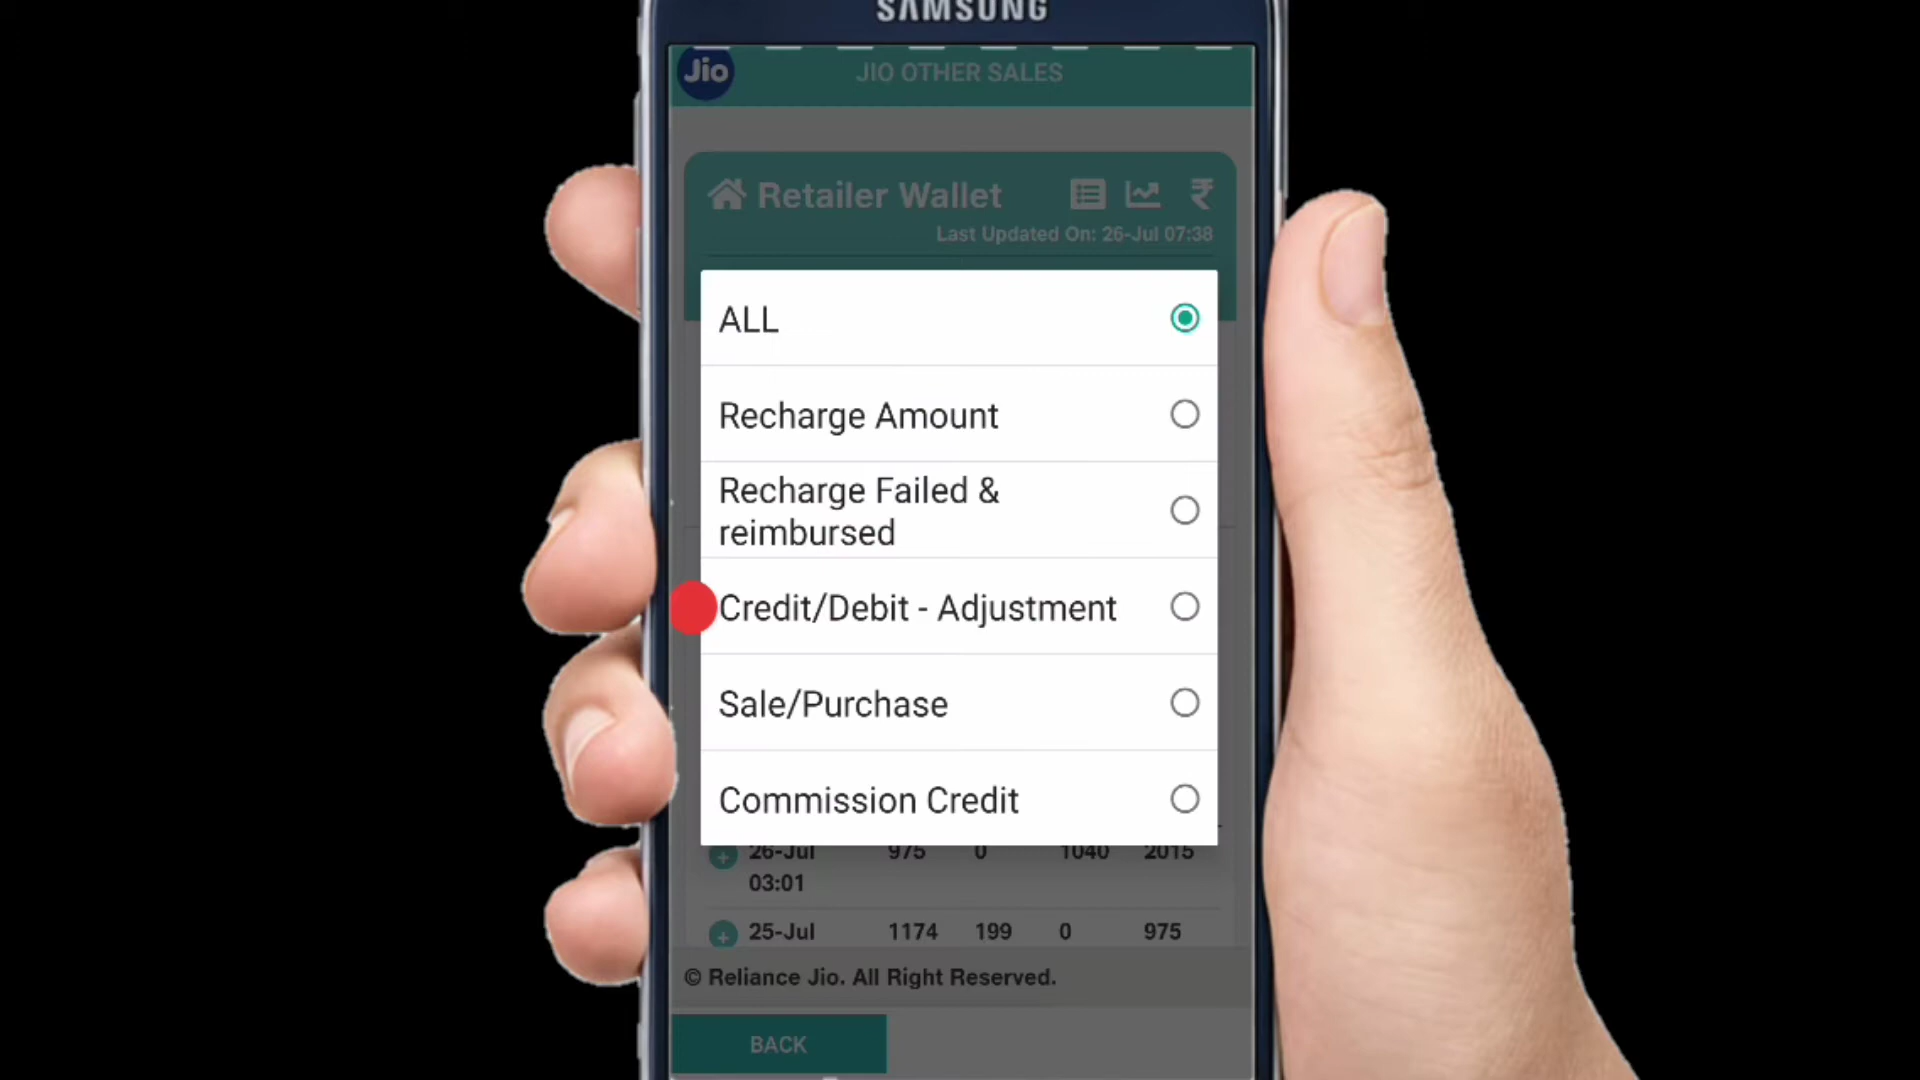 SAMSUNG
Jio
JIO OTHER SALES
Retailer Wallet
Last Updated On: 26-Jul 07:38
ALL
Recharge Amount
Recharge Failed &
reimbursed
Credit/Debit - Adjustment
Sale/Purchase
Commission Credit
26-Jul 975 0 1040 2015
03:01
25-Jul 1174 199 0 975
© Reliance Jio. All Right Reserved.
BACK